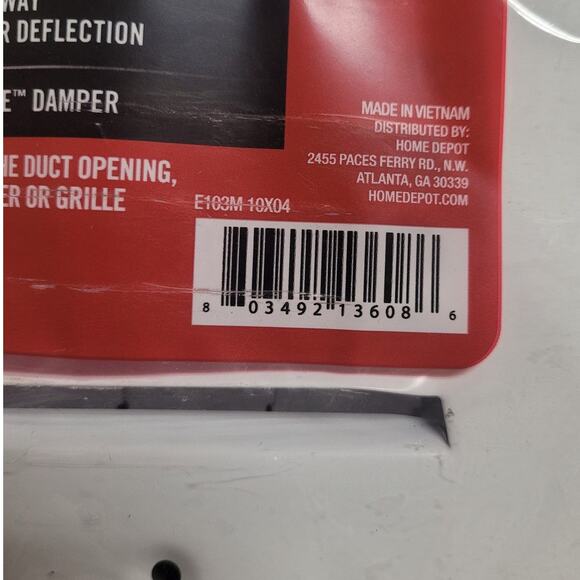 WAY
R DEFLECTION
E™ DAMPER
HE DUCT OPENING,
ER OR GRILLE
MADE IN VIETNAM
DISTRIBUTED BY:
HOME DEPOT
2455 PACES FERRY RD., N.W.
ATLANTA, GA 30339
HOMEDEPOT.COM
E103M 10X04
8 03492 13608 6